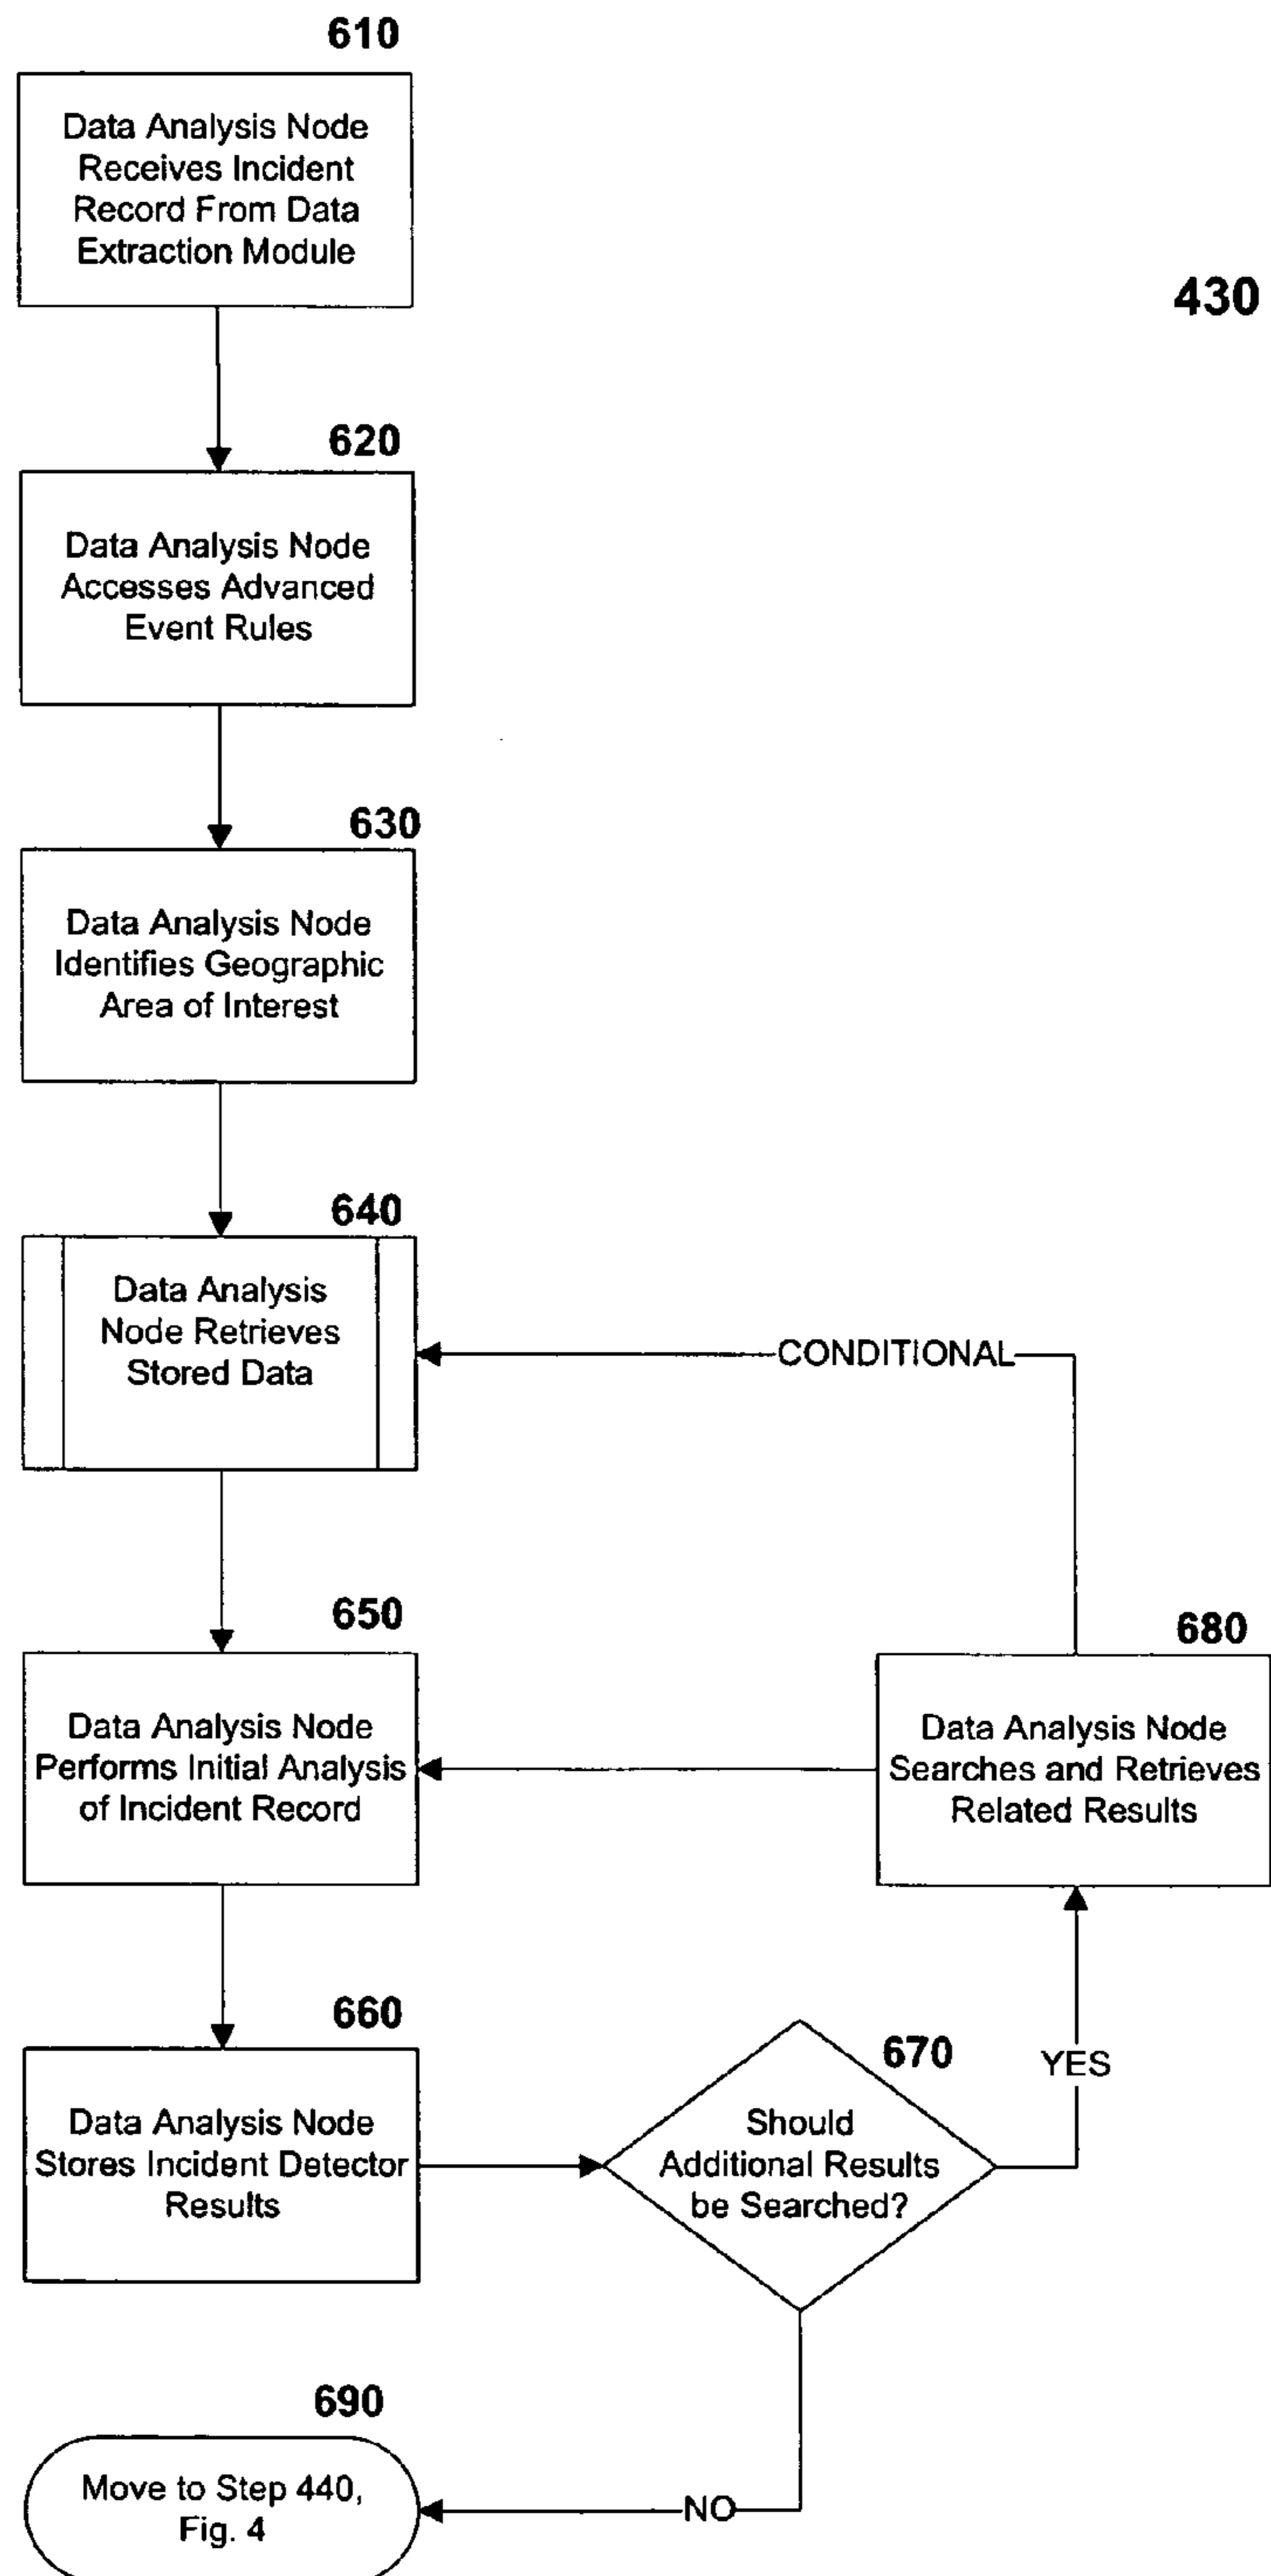 610
Data Analysis Node
Receives Incident
Record From Data
Extraction Module
430
620
Data Analysis Node
Accesses Advanced
Event Rules
630
Data Analysis Node
Identifies Geographic
Area of Interest
640
Data Analysis
Node Retrieves
Stored Data
CONDITIONAL
650
Data Analysis Node
Performs Initial Analysis
of Incident Record
680
Data Analysis Node
Searches and Retrieves
Related Results
660
Data Analysis Node
Stores Incident Detector
Results
670
Should
Additional Results
be Searched?
YES
690
Move to Step 440,
Fig. 4
NO